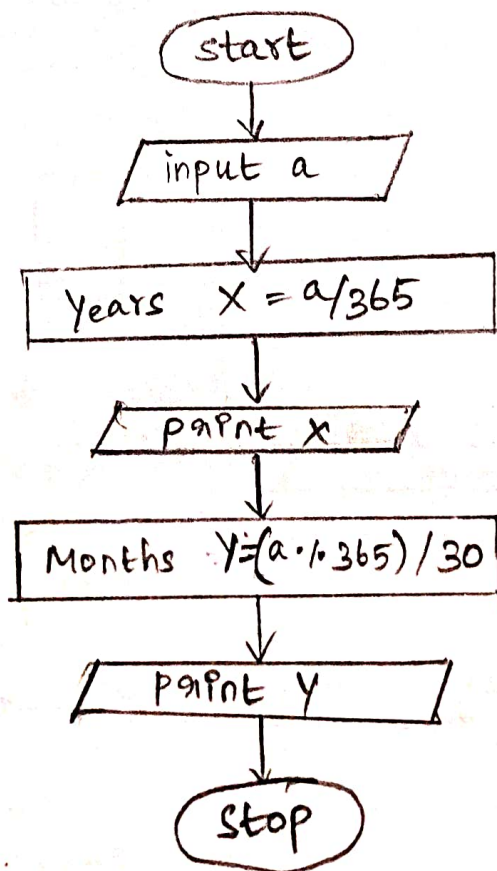 start
input a
Years X = a/365
print x
Months Y=(a % 365) / 30
print y
stop